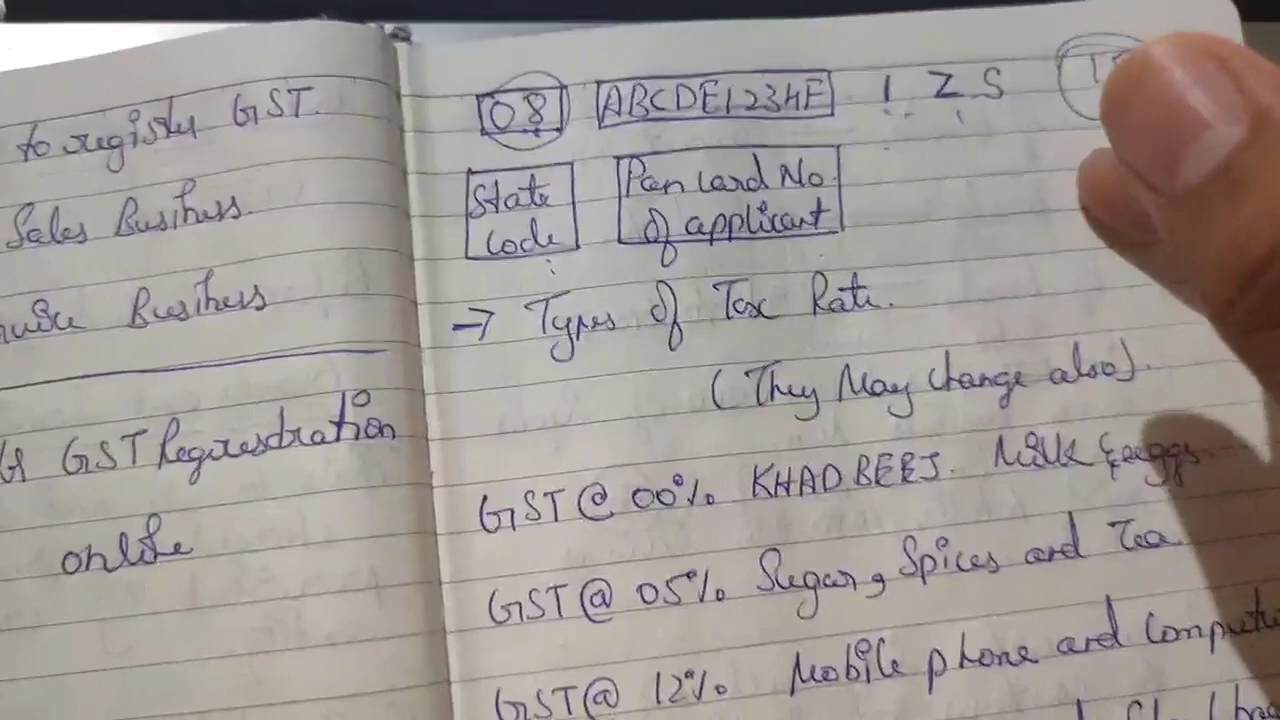 to register GST.
Sales Business.
Business
GST Regiresdration
online
08 ABCDE1234F 1 Z S
State Pan Card No.
Code of applicant
→ Types of Tax Rate.
(They May change also).
GST @ 00% KHAD BEEJ. Milk & eggs
GST @ 05% Sugar, Spices and Tea
GST @ 12% Mobile phone and